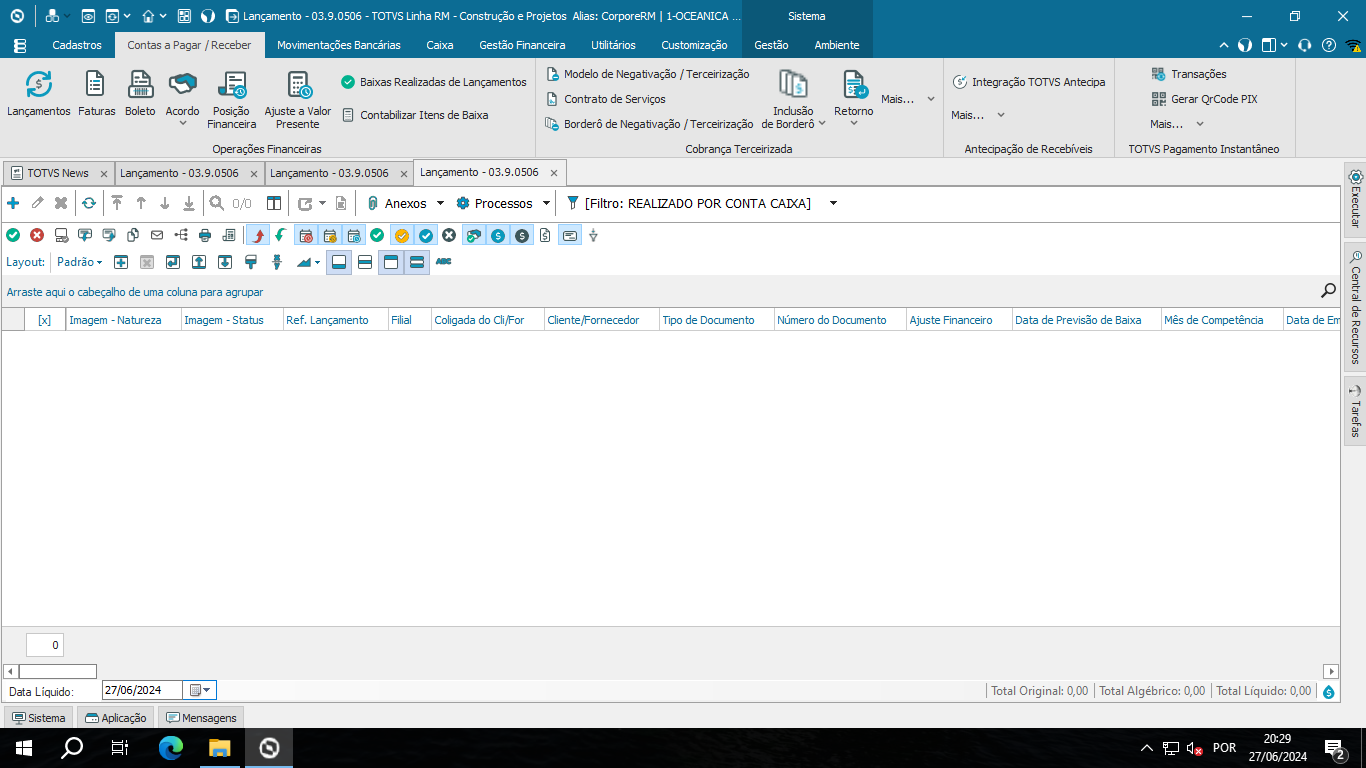 Lançamento - 03.9.0506 - TOTVS Linha RM - Construção e Projetos  Alias: CorporeRM | 1-OCEANICA ...
Sistema
Cadastros
Contas a Pagar / Receber
Movimentações Bancárias
Caixa
Gestão Financeira
Utilitários
Customização
Gestão
Ambiente
Lançamentos
Faturas
Boleto
Acordo
Posição
Financeira
Ajuste a Valor
Presente
Baixas Realizadas de Lançamentos
Contabilizar Itens de Baixa
Operações Financeiras
Modelo de Negativação / Terceirização
Contrato de Serviços
Borderô de Negativação / Terceirização
Inclusão
de Borderô
Retorno
Mais...
Cobrança Terceirizada
Integração TOTVS Antecipa
Mais...
Antecipação de Recebíveis
Transações
Gerar QrCode PIX
Mais...
TOTVS Pagamento Instantâneo
TOTVS News
Lançamento - 03.9.0506
Lançamento - 03.9.0506
Lançamento - 03.9.0506
0/0
Anexos
Processos
[Filtro: REALIZADO POR CONTA CAIXA]
Layout:
Padrão
ABC
Arraste aqui o cabeçalho de uma coluna para agrupar
[x]
Imagem - Natureza
Imagem - Status
Ref. Lançamento
Filial
Coligada do Cli/For
Cliente/Fornecedor
Tipo de Documento
Número do Documento
Ajuste Financeiro
Data de Previsão de Baixa
Mês de Competência
Data de Em
Executar
Central de Recursos
Tarefas
0
Data Líquido:
27/06/2024
Total Original: 0,00
Total Algébrico: 0,00
Total Líquido: 0,00
Sistema
Aplicação
Mensagens
POR
20:29
27/06/2024
2